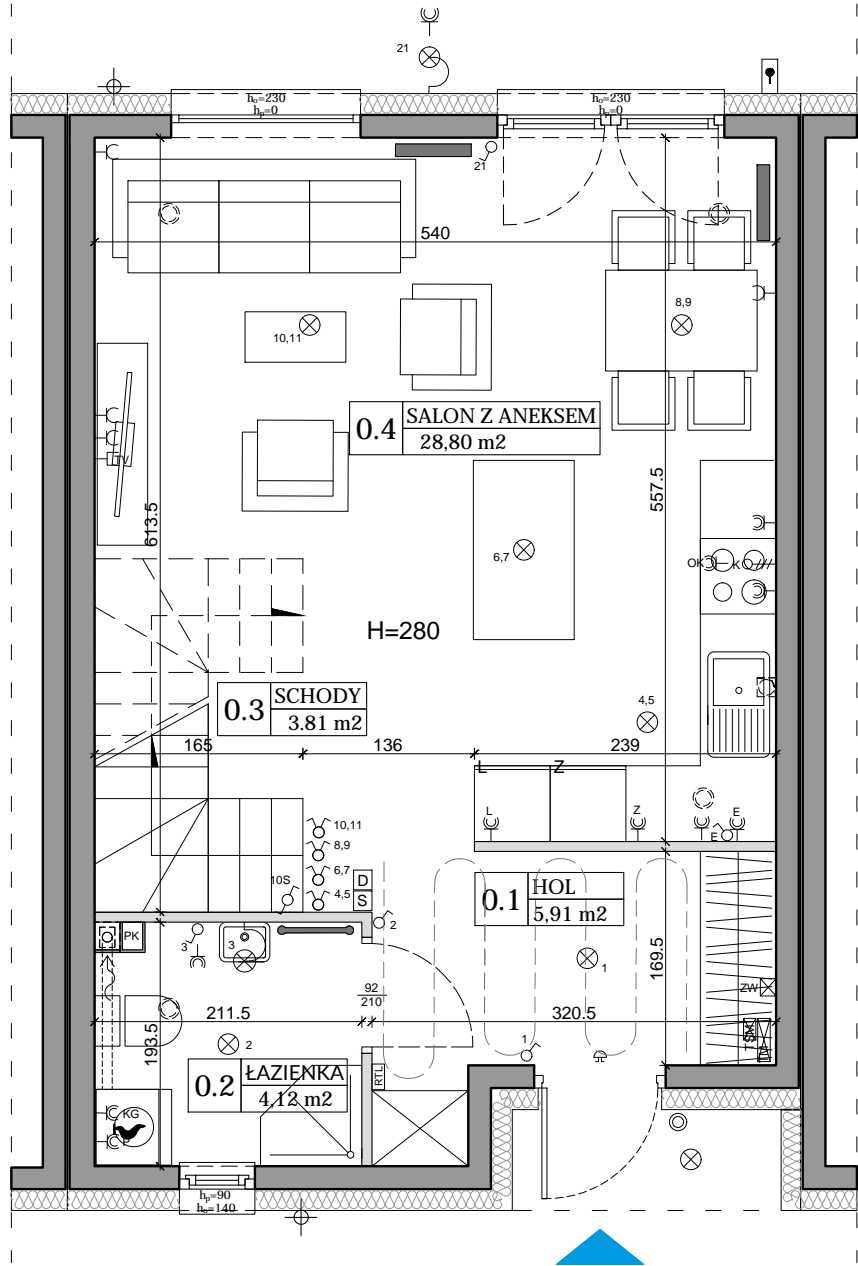 21
hₒ=230
hₚ=0
hₒ=230
hₚ=0
21
540
10,11
8,9
0.4 SALON Z ANEKSEM
28,80 m2
TV
613.5
557.5
6,7
OK
K
H=280
0.3 SCHODY
3.81 m2
4,5
165
136
239
L
Z
L
Z
E
E
10,11
8,9
6,7
4,5
D
S
10S
0.1 HOL
5,91 m2
2
PK
3
3
1
169.5
ZW
92
210
211.5
320.5
193.5
2
1
TSM
0.2 ŁAZIENKA
4,12 m2
RTL
KG
P
hₚ=90
hₒ=140